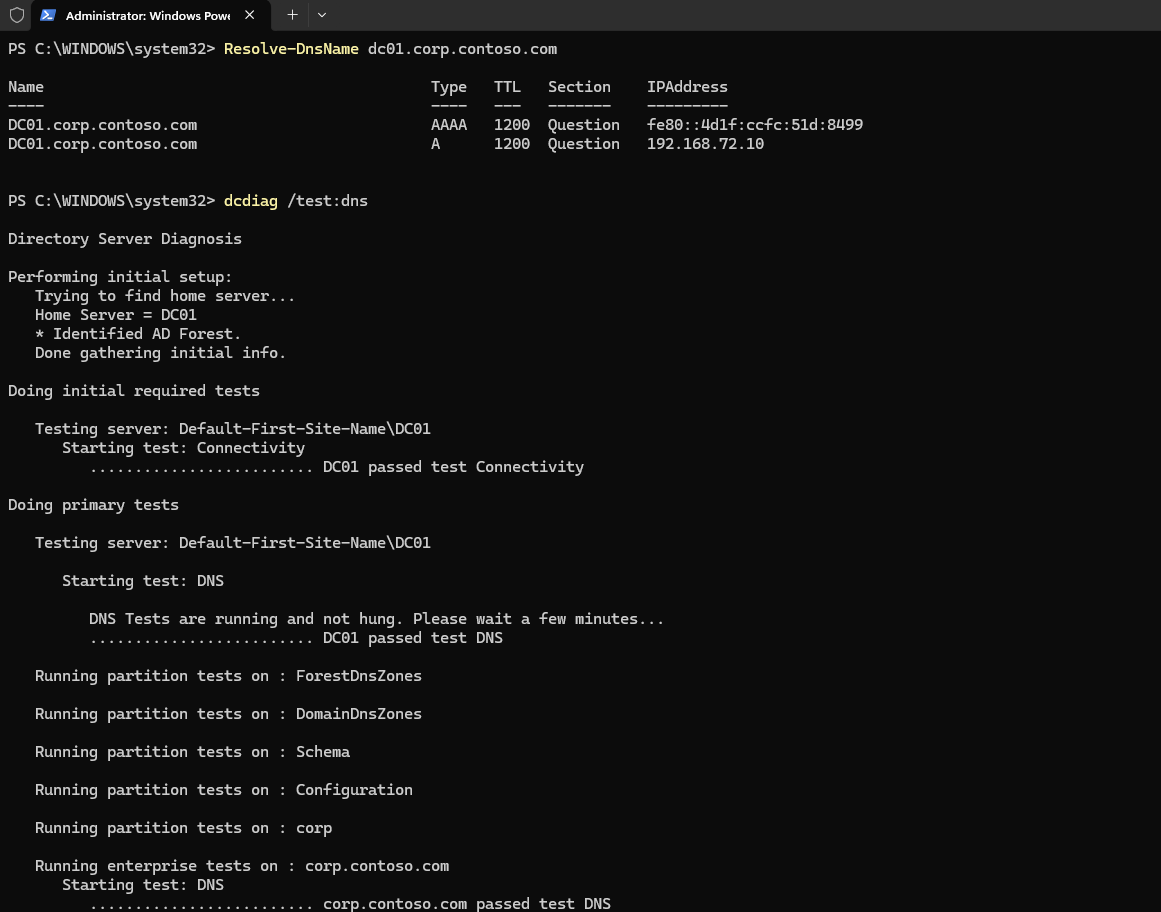 Administrator: Windows Powe
PS C:\WINDOWS\system32> Resolve-DnsName dc01.corp.contoso.com
Name Type TTL Section IPAddress
---- ---- --- ------- ---------
DC01.corp.contoso.com AAAA 1200 Question fe80::4d1f:ccfc:51d:8499
DC01.corp.contoso.com A 1200 Question 192.168.72.10
PS C:\WINDOWS\system32> dcdiag /test:dns
Directory Server Diagnosis
Performing initial setup:
Trying to find home server...
Home Server = DC01
* Identified AD Forest.
Done gathering initial info.
Doing initial required tests
Testing server: Default-First-Site-Name\DC01
Starting test: Connectivity
......................... DC01 passed test Connectivity
Doing primary tests
Testing server: Default-First-Site-Name\DC01
Starting test: DNS
DNS Tests are running and not hung. Please wait a few minutes...
......................... DC01 passed test DNS
Running partition tests on : ForestDnsZones
Running partition tests on : DomainDnsZones
Running partition tests on : Schema
Running partition tests on : Configuration
Running partition tests on : corp
Running enterprise tests on : corp.contoso.com
Starting test: DNS
......................... corp.contoso.com passed test DNS